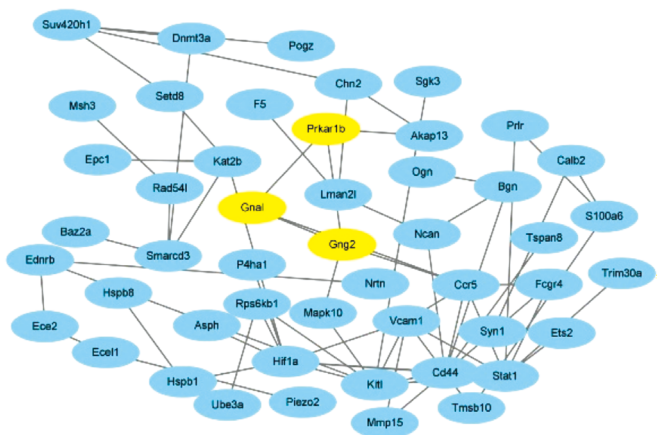 Suv420h1
Dnmt3a
Pogz
Chn2
Sgk3
Setd8
Msh3
F5
Prkar1b
Akap13
Prlr
Epc1
Kat2b
Calb2
Ogn
Rad54l
Lman2l
Bgn
Gnai
S100a6
Baz2a
Ncan
Tspan8
Gng2
Ednrb
Smarcd3
P4ha1
Trim30a
Nrtn
Ccr5
Fcgr4
Hspb8
Rps6kb1
Mapk10
Vcam1
Ece2
Asph
Syn1
Ets2
Ecel1
Hif1a
Cd44
Stat1
Hspb1
Kitl
Ube3a
Piezo2
Tmsb10
Mmp15